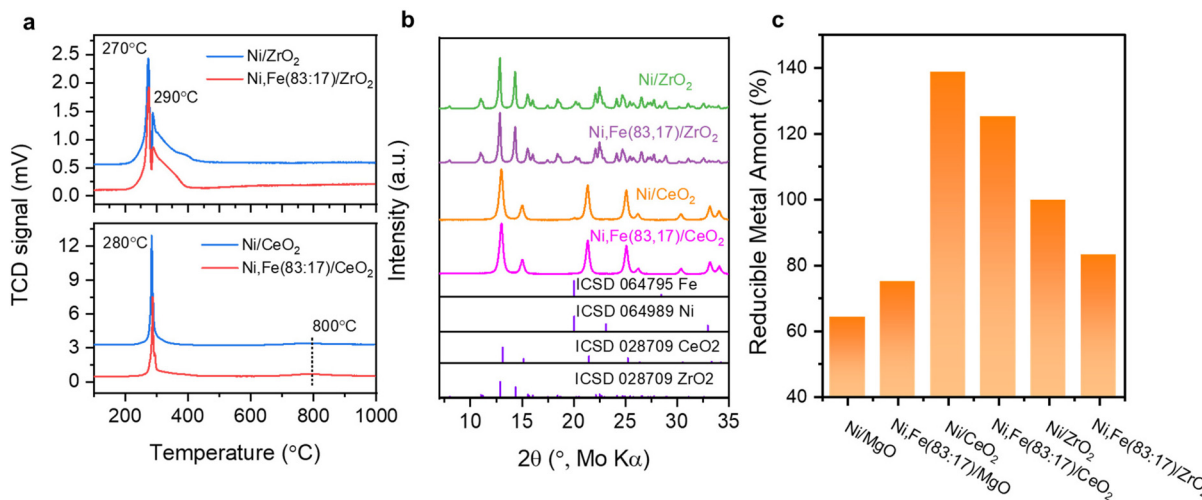 a
TCD signal (mV)
2.5
2.0
1.5
1.0
0.5
0.0
270°C
290°C
Ni/ZrO₂
Ni,Fe(83:17)/ZrO₂
12
9
6
3
0
280°C
Ni/CeO₂
Ni,Fe(83:17)/CeO₂
800°C
200 400 600 800 1000
Temperature (°C)
b
Intensity (a.u.)
Ni/ZrO₂
Ni,Fe(83,17)/ZrO₂
Ni/CeO₂
Ni,Fe(83,17)/CeO₂
ICSD 064795 Fe
ICSD 064989 Ni
ICSD 028709 CeO2
ICSD 028709 ZrO2
10 15 20 25 30 35
2θ (°, Mo Kα)
c
Reducible Metal Amont (%)
140
120
100
80
60
40
Ni/MgO
Ni,Fe(83:17)/MgO
Ni/CeO₂
Ni,Fe(83:17)/CeO₂
Ni/ZrO₂
Ni,Fe(83:17)/ZrO